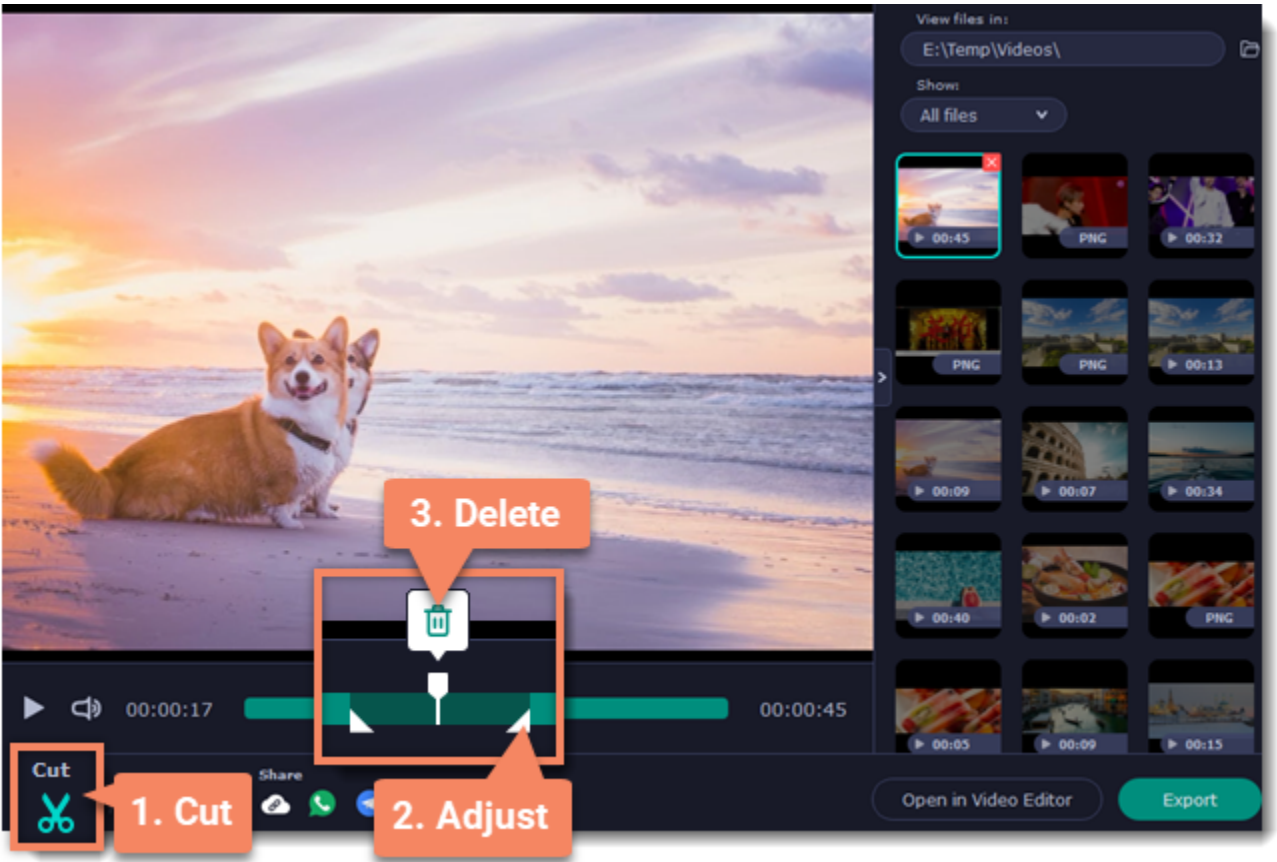 View files in:
E:\Temp\Videos\
Show:
All files
00:45
PNG
00:32
PNG
PNG
00:13
00:09
00:07
00:34
00:40
00:02
PNG
00:05
00:09
00:15
3. Delete
00:00:17
00:00:45
Cut
1. Cut
Share
2. Adjust
Open in Video Editor
Export